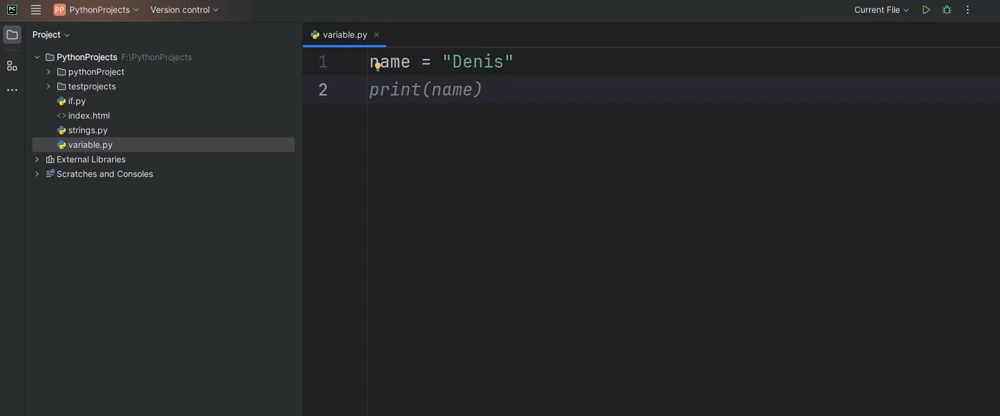 PC PP PythonProjects Version control Current File
Project
variable.py
PythonProjects F:\PythonProjects
pythonProject
testprojects
if.py
<> index.html
strings.py
variable.py
External Libraries
Scratches and Consoles
1 name = "Denis"
2 print(name)